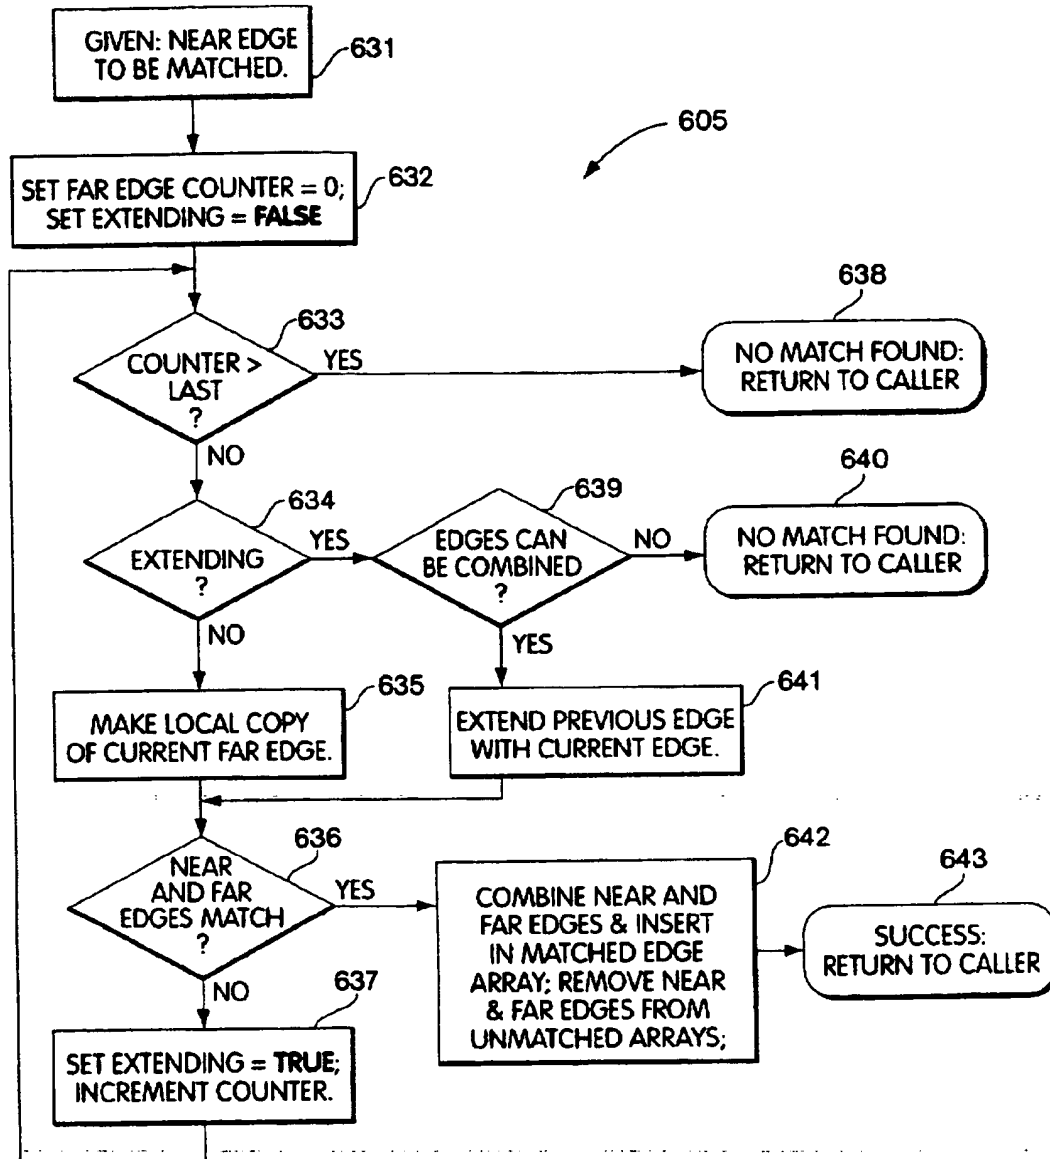 GIVEN: NEAR EDGE
TO BE MATCHED.
631
605
SET FAR EDGE COUNTER = 0;
SET EXTENDING = FALSE
632
633
COUNTER >
LAST
?
YES
NO
638
NO MATCH FOUND:
RETURN TO CALLER
634
EXTENDING
?
YES
NO
639
EDGES CAN
BE COMBINED
?
NO
YES
640
NO MATCH FOUND:
RETURN TO CALLER
635
MAKE LOCAL COPY
OF CURRENT FAR EDGE.
641
EXTEND PREVIOUS EDGE
WITH CURRENT EDGE.
636
NEAR
AND FAR
EDGES MATCH
?
YES
NO
642
COMBINE NEAR AND
FAR EDGES & INSERT
IN MATCHED EDGE
ARRAY; REMOVE NEAR
& FAR EDGES FROM
UNMATCHED ARRAYS;
643
SUCCESS:
RETURN TO CALLER
637
SET EXTENDING = TRUE;
INCREMENT COUNTER.